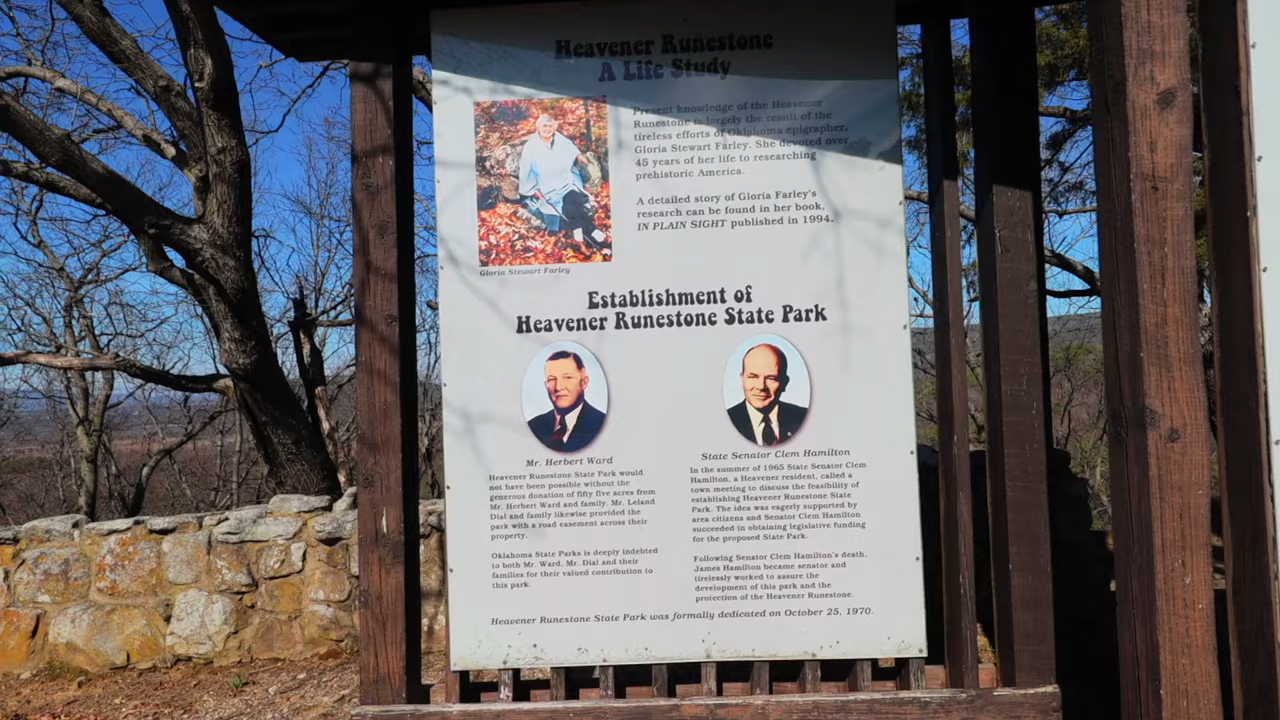 Heavener Runestone
A Life Study
Present knowledge of the Heavener
Runestone is largely the result of the
tireless efforts of Oklahoma epigrapher,
Gloria Stewart Farley. She devoted over
45 years of her life to researching
prehistoric America.
A detailed story of Gloria Farley's
research can be found in her book,
IN PLAIN SIGHT published in 1994.
Gloria Stewart Farley
Establishment of
Heavener Runestone State Park
Mr. Herbert Ward
Heavener Runestone State Park would
not have been possible without the
generous donation of fifty five acres from
Mr. Herbert Ward and family. Mr. Leland
Dial and family likewise provided the
park with a road easement across their
property.
Oklahoma State Parks is deeply indebted
to both Mr. Ward, Mr. Dial and their
families for their valued contribution to
this park.
State Senator Clem Hamilton
In the summer of 1965 State Senator Clem
Hamilton, a Heavener resident, called a
town meeting to discuss the feasibility of
establishing Heavener Runestone State
Park. The idea was eagerly supported by
area citizens and Senator Clem Hamilton
succeeded in obtaining legislative funding
for the proposed State Park.
Following Senator Clem Hamilton's death,
James Hamilton became senator and
tirelessly worked to assure the
development of this park and the
protection of the Heavener Runestone.
Heavener Runestone State Park was formally dedicated on October 25, 1970.